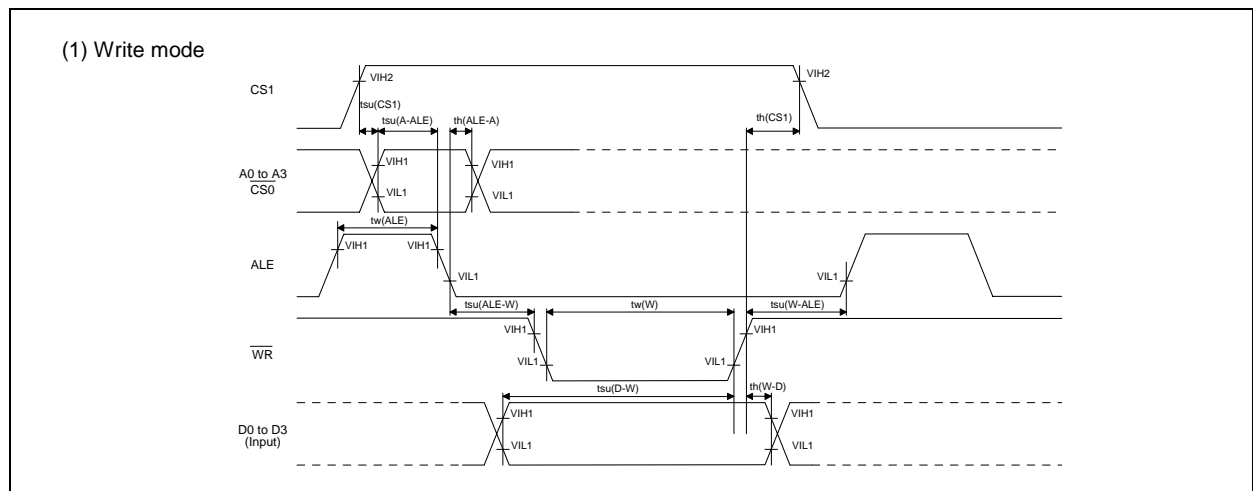 (1) Write mode
CS1
VIH2
VIH2
tsu(CS1)
tsu(A-ALE)
th(ALE-A)
th(CS1)
A0 to A3
CS0
VIH1
VIL1
VIH1
VIL1
tw(ALE)
ALE
VIH1
VIH1
VIL1
VIL1
tsu(ALE-W)
tw(W)
tsu(W-ALE)
WR
VIH1
VIL1
VIL1
VIH1
tsu(D-W)
th(W-D)
D0 to D3
(Input)
VIH1
VIL1
VIH1
VIL1